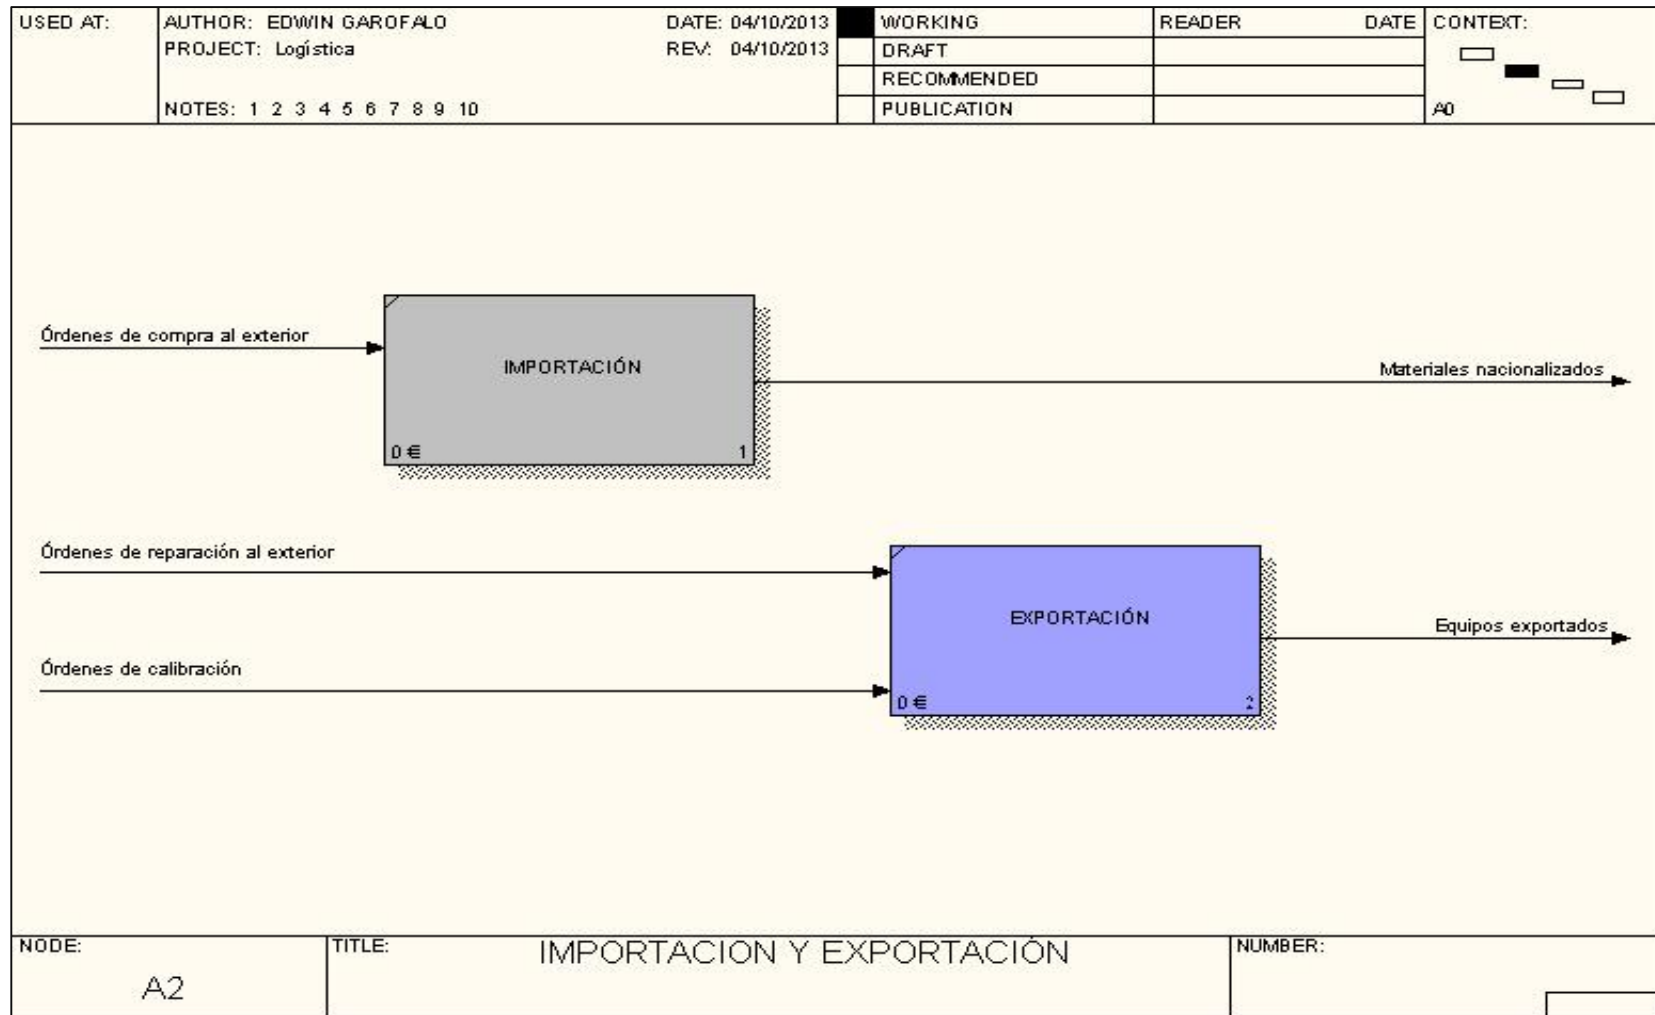 USED AT:
AUTHOR: EDWIN GAROFALO
DATE: 04/10/2013
PROJECT: Logística
REV: 04/10/2013
NOTES: 1 2 3 4 5 6 7 8 9 10
WORKING
DRAFT
RECOMMENDED
PUBLICATION
READER
DATE
CONTEXT:
A0
Órdenes de compra al exterior
IMPORTACIÓN
0 €
1
Materiales nacionalizados
Órdenes de reparación al exterior
Órdenes de calibración
EXPORTACIÓN
0 €
2
Equipos exportados
NODE:
A2
TITLE:
IMPORTACION Y EXPORTACIÓN
NUMBER: